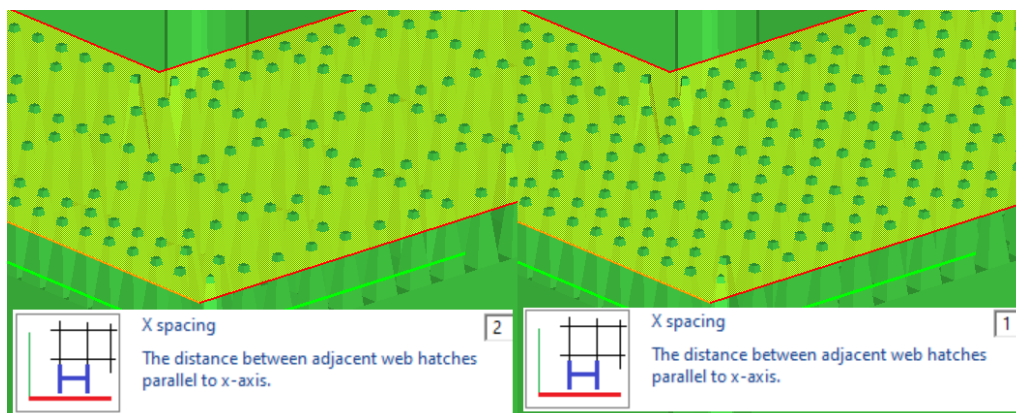 X spacing
2
The distance between adjacent web hatches
parallel to x-axis.
X spacing
1
The distance between adjacent web hatches
parallel to x-axis.